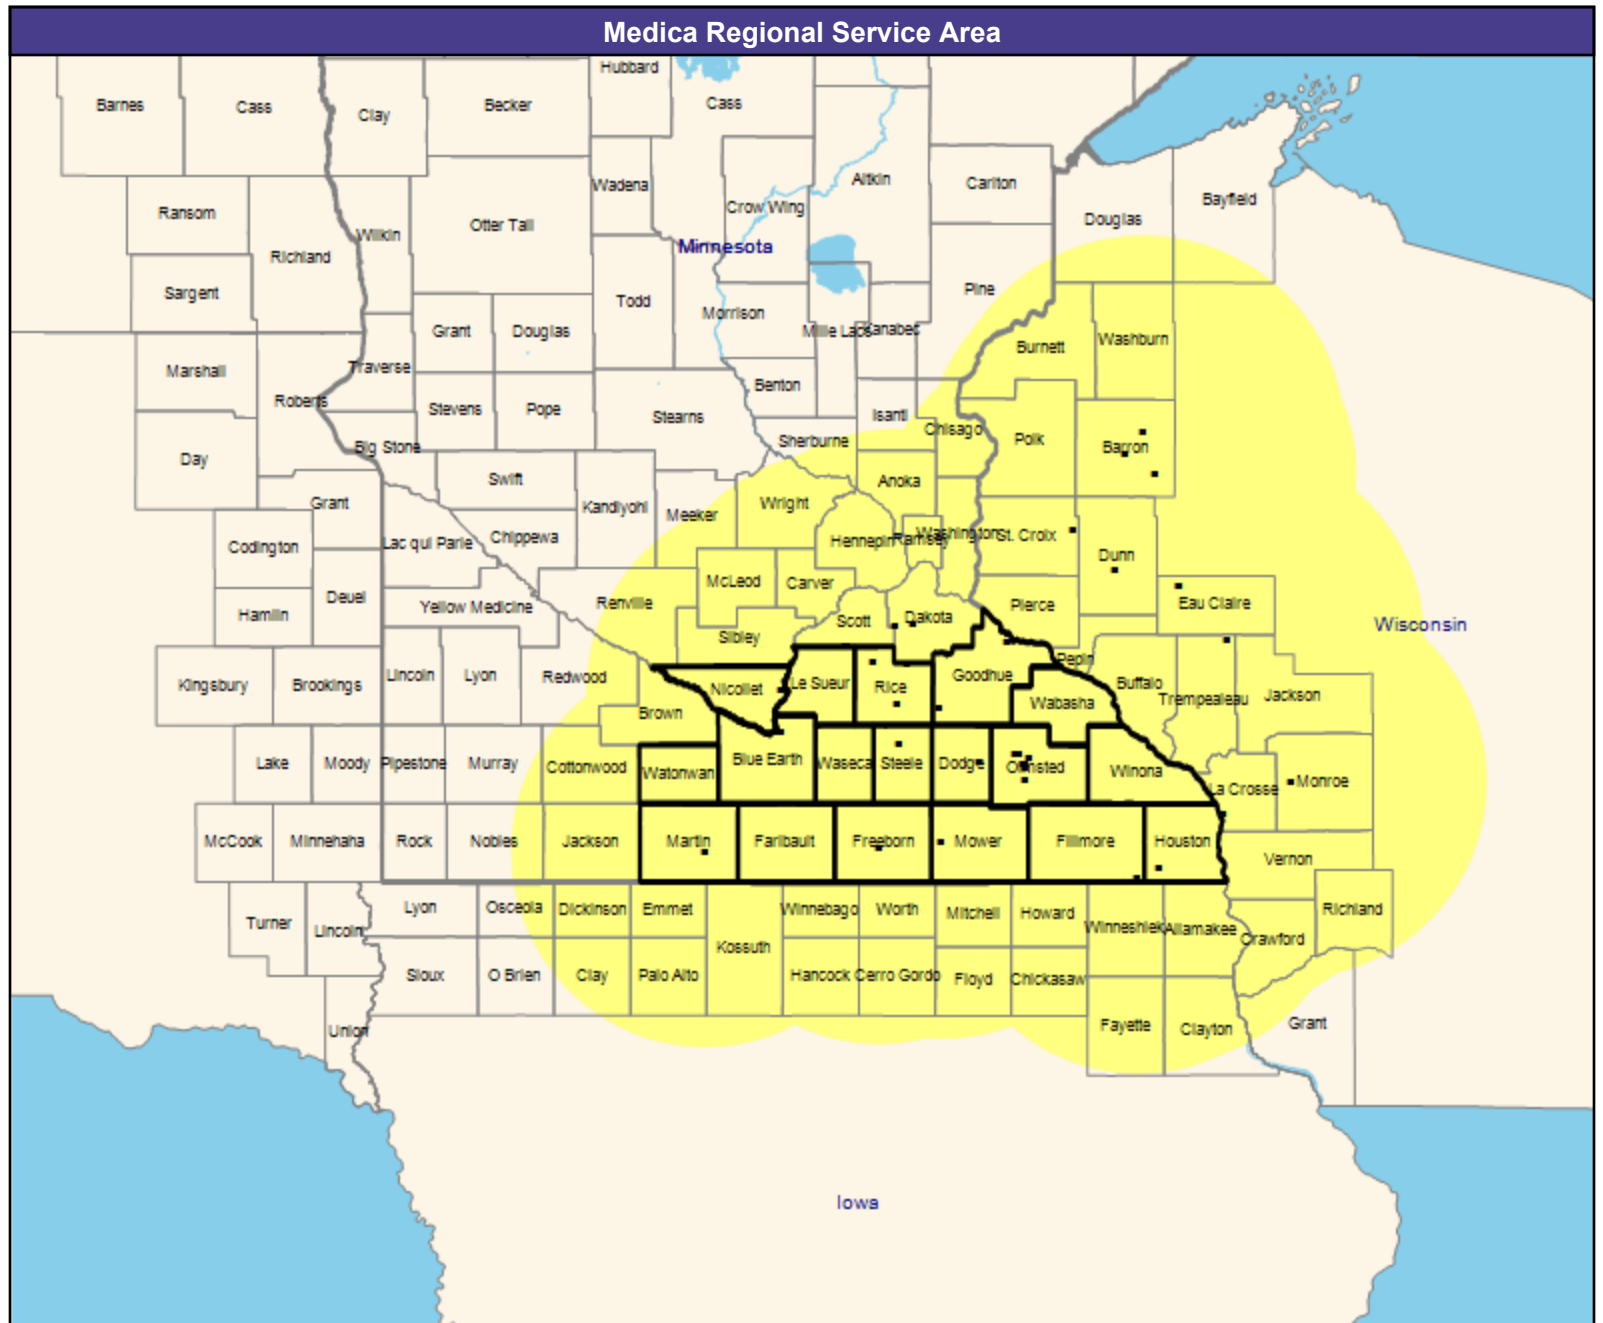 Medica Regional Service Area
Hubbard
Barnes
Cass
Clay
Becker
Cass
Wadena
Aitkin
Carlton
Ransom
Wilkin
Otter Tail
Crow Wing
Douglas
Bayfield
Minnesota
Richland
Sargent
Todd
Morrison
Pine
Grant
Douglas
Mille Lacs
Kanabec
Burnett
Washburn
Marshall
Traverse
Roberts
Stevens
Pope
Benton
Stearns
Isanti
Chisago
Polk
Barron
Big Stone
Sherburne
Day
Swift
Anoka
Grant
Kandiyohi
Meeker
Wright
Codington
Lac qui Parle
Chippewa
Hennepin
Ramsey
Washington
St. Croix
Dunn
Deuel
McLeod
Carver
Hamlin
Yellow Medicine
Renville
Scott
Dakota
Pierce
Eau Claire
Sibley
Wisconsin
Pepin
Kingsbury
Brookings
Lincoln
Lyon
Redwood
Nicollet
Le Sueur
Rice
Goodhue
Buffalo
Trempealeau
Jackson
Brown
Wabasha
Lake
Moody
Pipestone
Murray
Cottonwood
Watonwan
Blue Earth
Waseca
Steele
Dodge
Olmsted
Winona
La Crosse
Monroe
McCook
Minnehaha
Rock
Nobles
Jackson
Martin
Faribault
Freeborn
Mower
Fillmore
Houston
Vernon
Turner
Lincoln
Lyon
Osceola
Dickinson
Emmet
Kossuth
Winnebago
Worth
Mitchell
Howard
Winneshiek
Allamakee
Crawford
Richland
Sioux
O Brien
Clay
Palo Alto
Hancock
Cerro Gordo
Floyd
Chickasaw
Union
Fayette
Clayton
Grant
Iowa